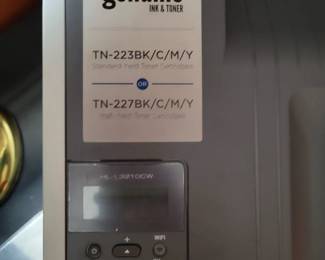 genuine
INK & TONER
TN-223BK/C/M/Y
Standard-Yield Toner Cartridges
OR
TN-227BK/C/M/Y
High-Yield Toner Cartridges
HL-L3210CW
WiFi
+